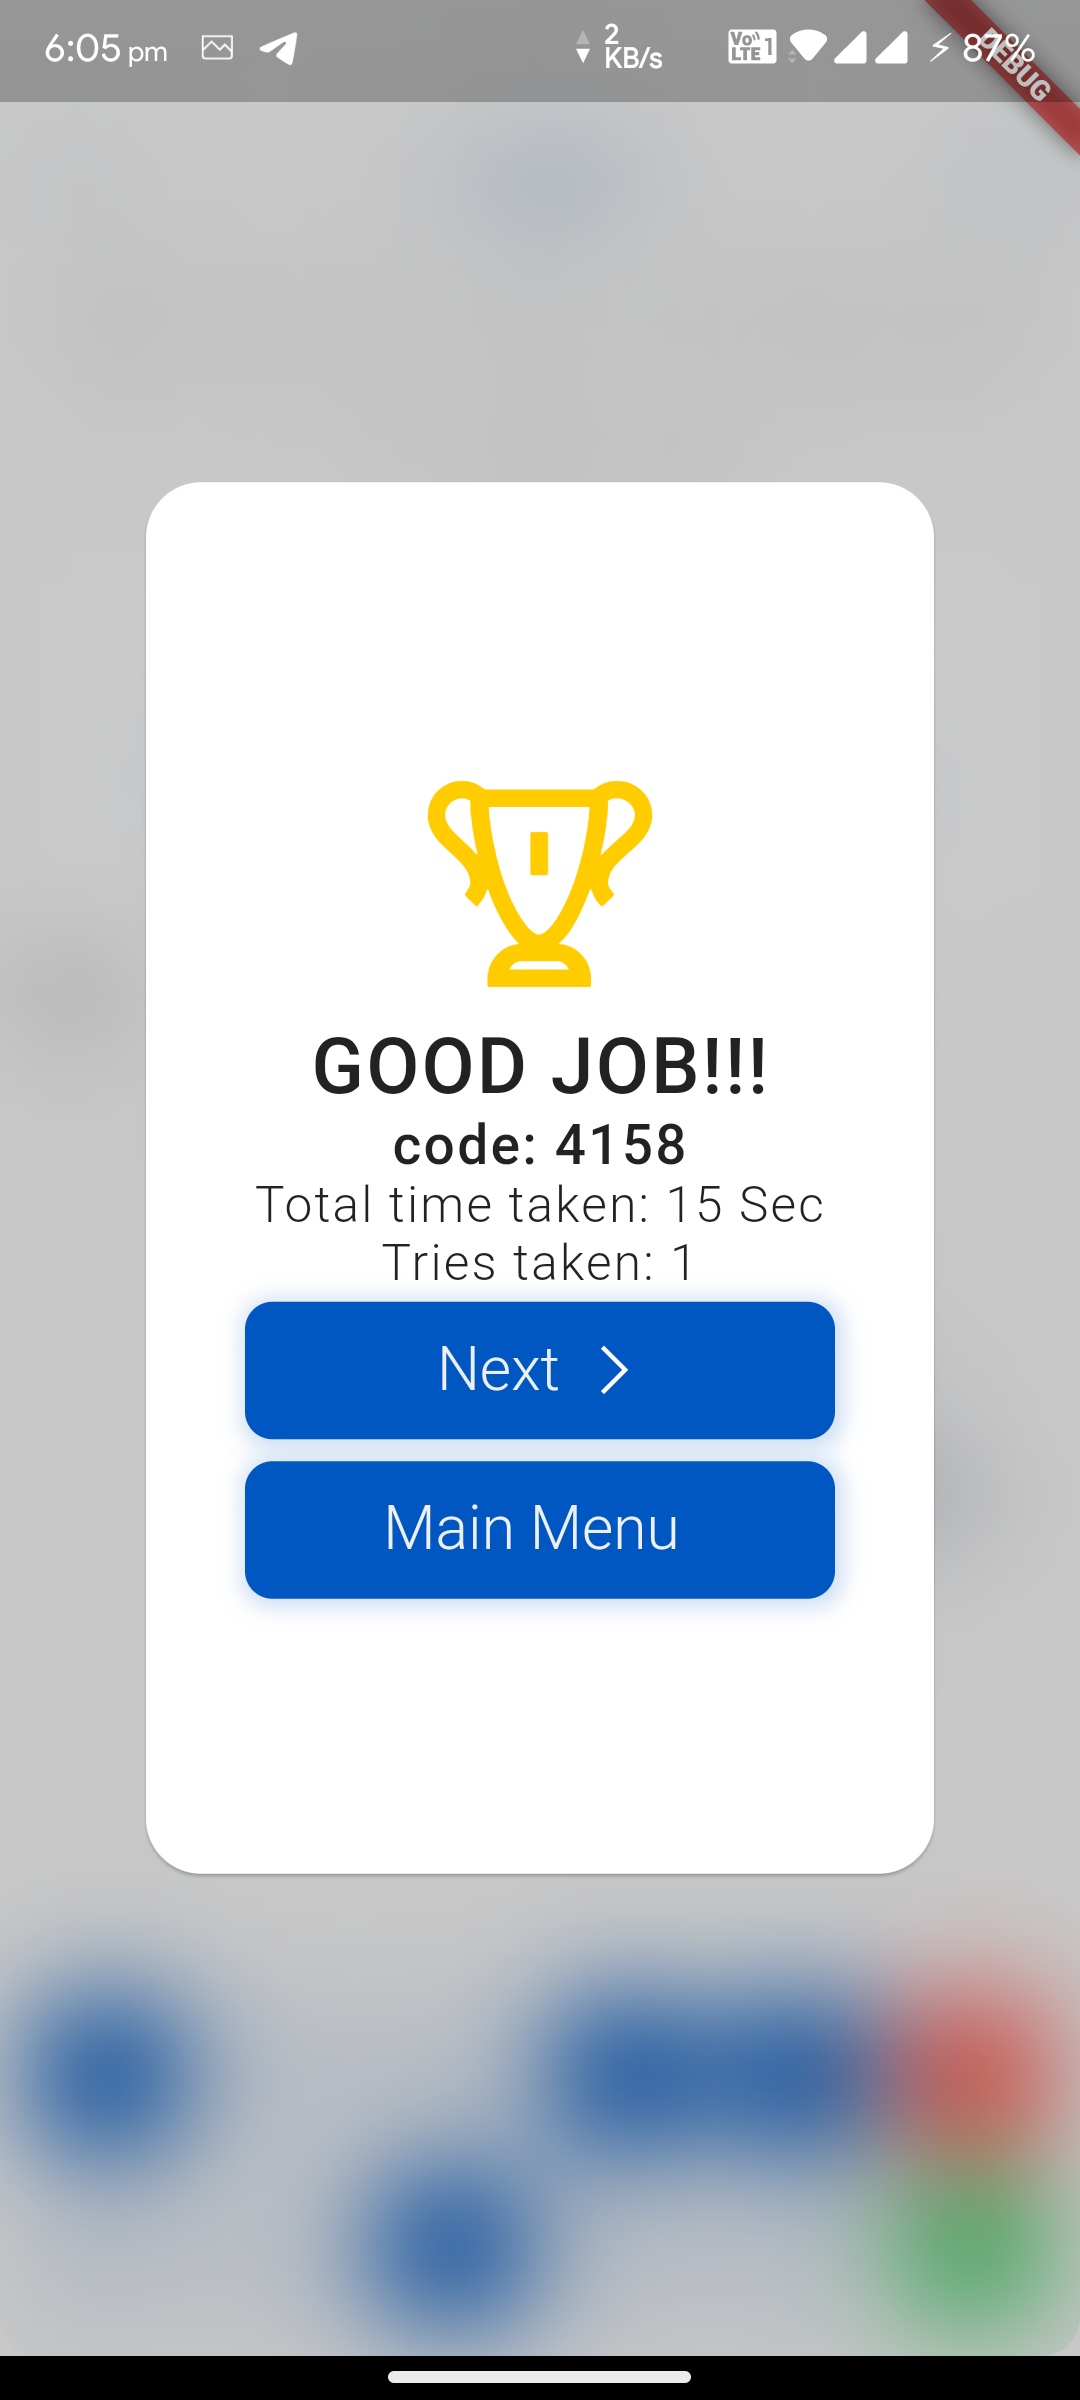 6:05 pm
2
KB/s
Vo
LTE 1
87%
DEBUG
GOOD JOB!!!
code: 4158
Total time taken: 15 Sec
Tries taken: 1
Next
Main Menu